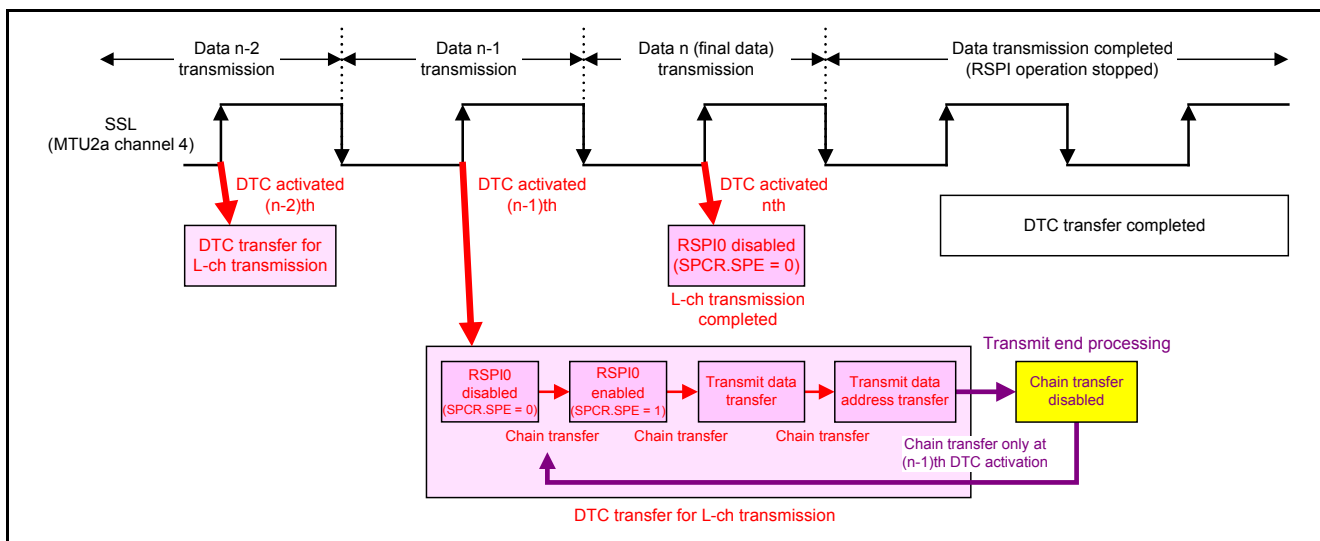 Data n-2
transmission
Data n-1
transmission
Data n (final data)
transmission
Data transmission completed
(RSPI operation stopped)
SSL
(MTU2a channel 4)
DTC activated
(n-2)th
DTC activated
(n-1)th
DTC activated
nth
DTC transfer for
L-ch transmission
RSPI0 disabled
(SPCR.SPE = 0)
L-ch transmission
completed
DTC transfer completed
Transmit end processing
RSPI0
disabled
(SPCR.SPE = 0)
RSPI0
enabled
(SPCR.SPE = 1)
Transmit data
transfer
Transmit data
address transfer
Chain transfer
disabled
Chain transfer
Chain transfer
Chain transfer
Chain transfer only at
(n-1)th DTC activation
DTC transfer for L-ch transmission